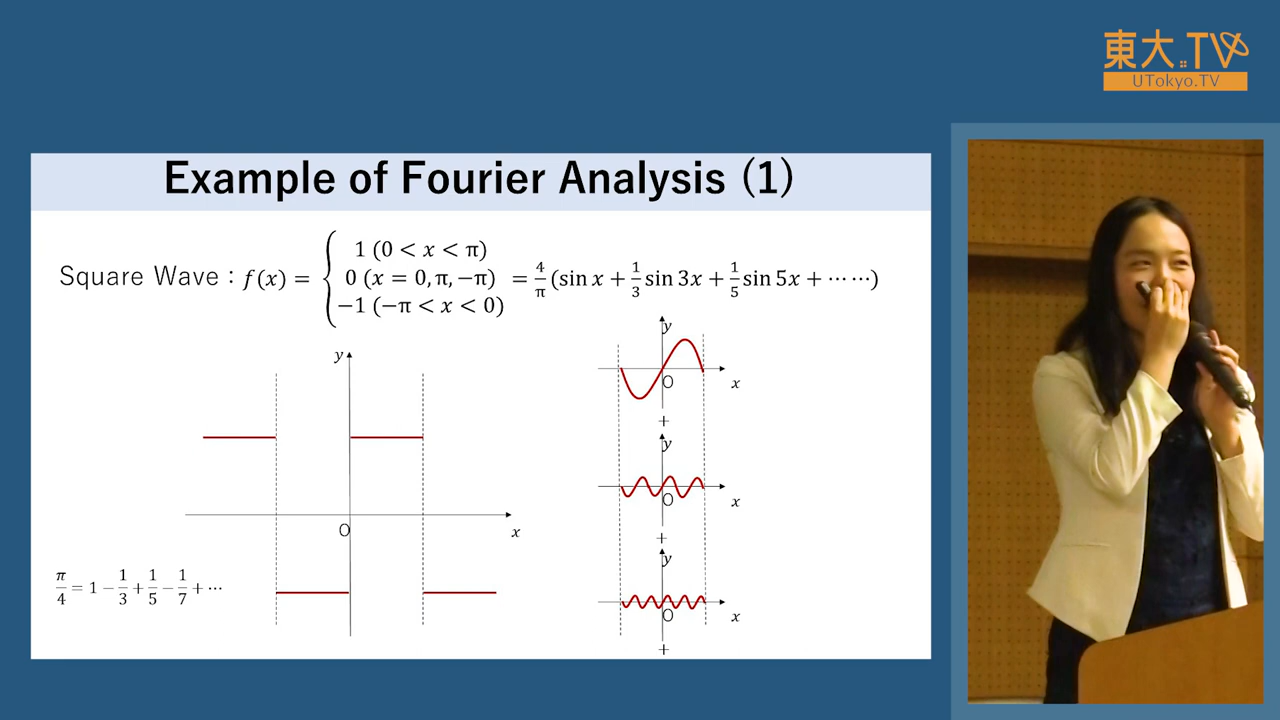 東大.TV
UTokyo.TV
Example of Fourier Analysis (1)
Square Wave : f(x) = { 1 (0 < x < π) 0 (x = 0, π, −π) −1 (−π < x < 0) = 4/π (sin x + 1/3 sin 3x + 1/5 sin 5x + ⋯⋯)
y
O
x
π/4 = 1 − 1/3 + 1/5 − 1/7 + ⋯
y
O
x
+
y
O
x
+
y
O
x
+